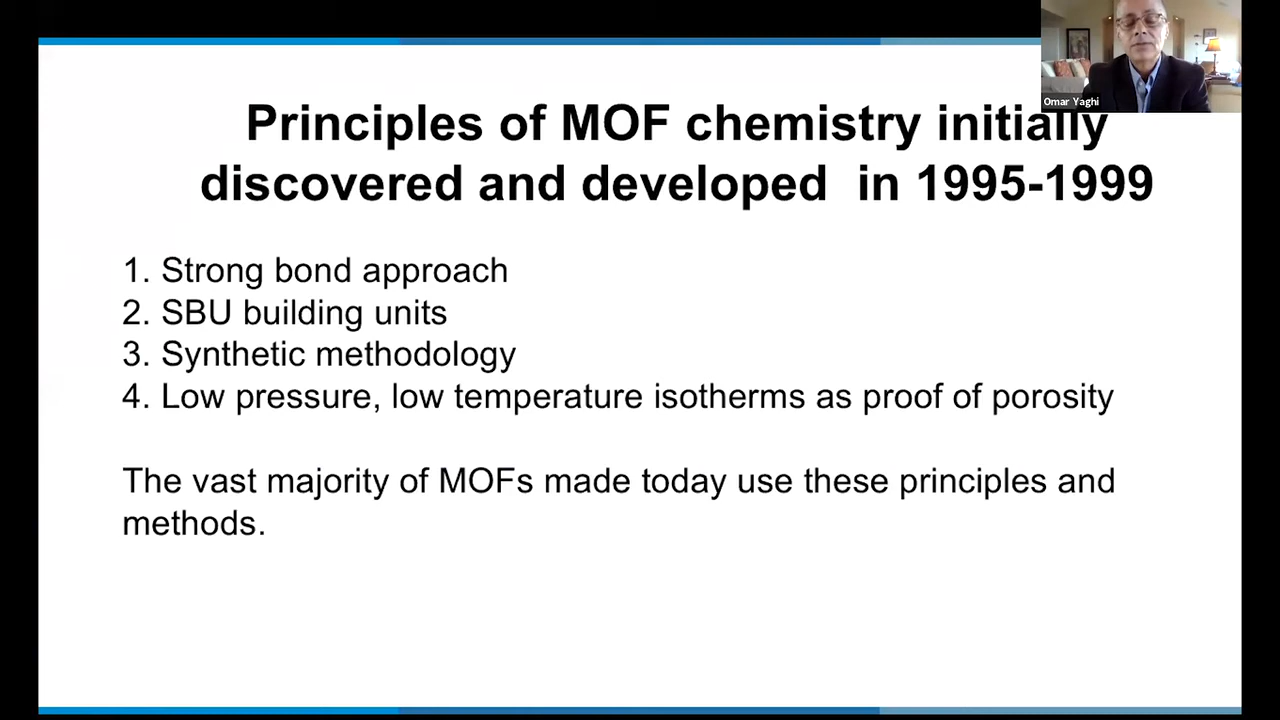 Omar Yaghi
Principles of MOF chemistry initially
discovered and developed  in 1995-1999
1. Strong bond approach
2. SBU building units
3. Synthetic methodology
4. Low pressure, low temperature isotherms as proof of porosity
The vast majority of MOFs made today use these principles and
methods.